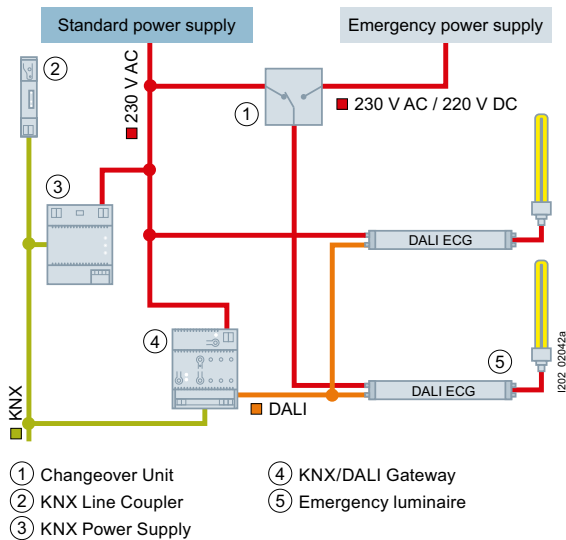 Standard power supply
Emergency power supply
2
230 V AC
1
230 V AC / 220 V DC
3
DALI ECG
4
5
I202_02042a
KNX
DALI
DALI ECG
1 Changeover Unit
2 KNX Line Coupler
3 KNX Power Supply
4 KNX/DALI Gateway
5 Emergency luminaire